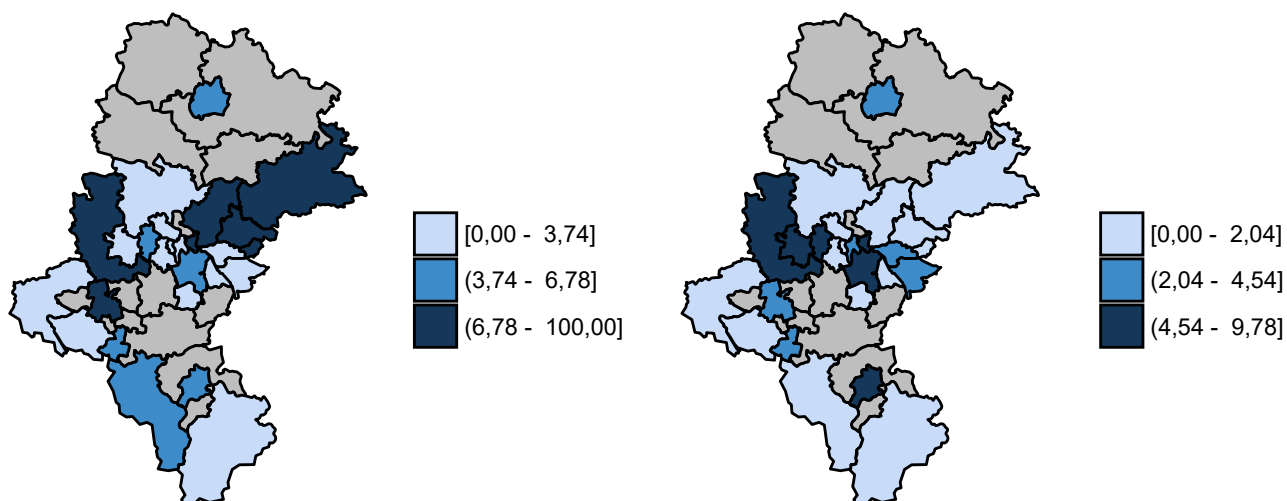 [0,00 - 3,74]
(3,74 - 6,78]
(6,78 - 100,00]
[0,00 - 2,04]
(2,04 - 4,54]
(4,54 - 9,78]